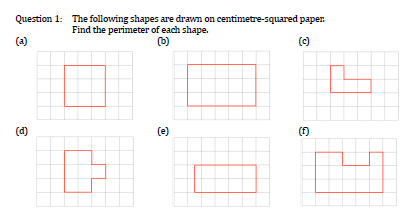 Question 1: The following shapes are drawn on centimetre-squared paper.
Find the perimeter of each shape.
(a) (b) (c)
(d) (e) (f)